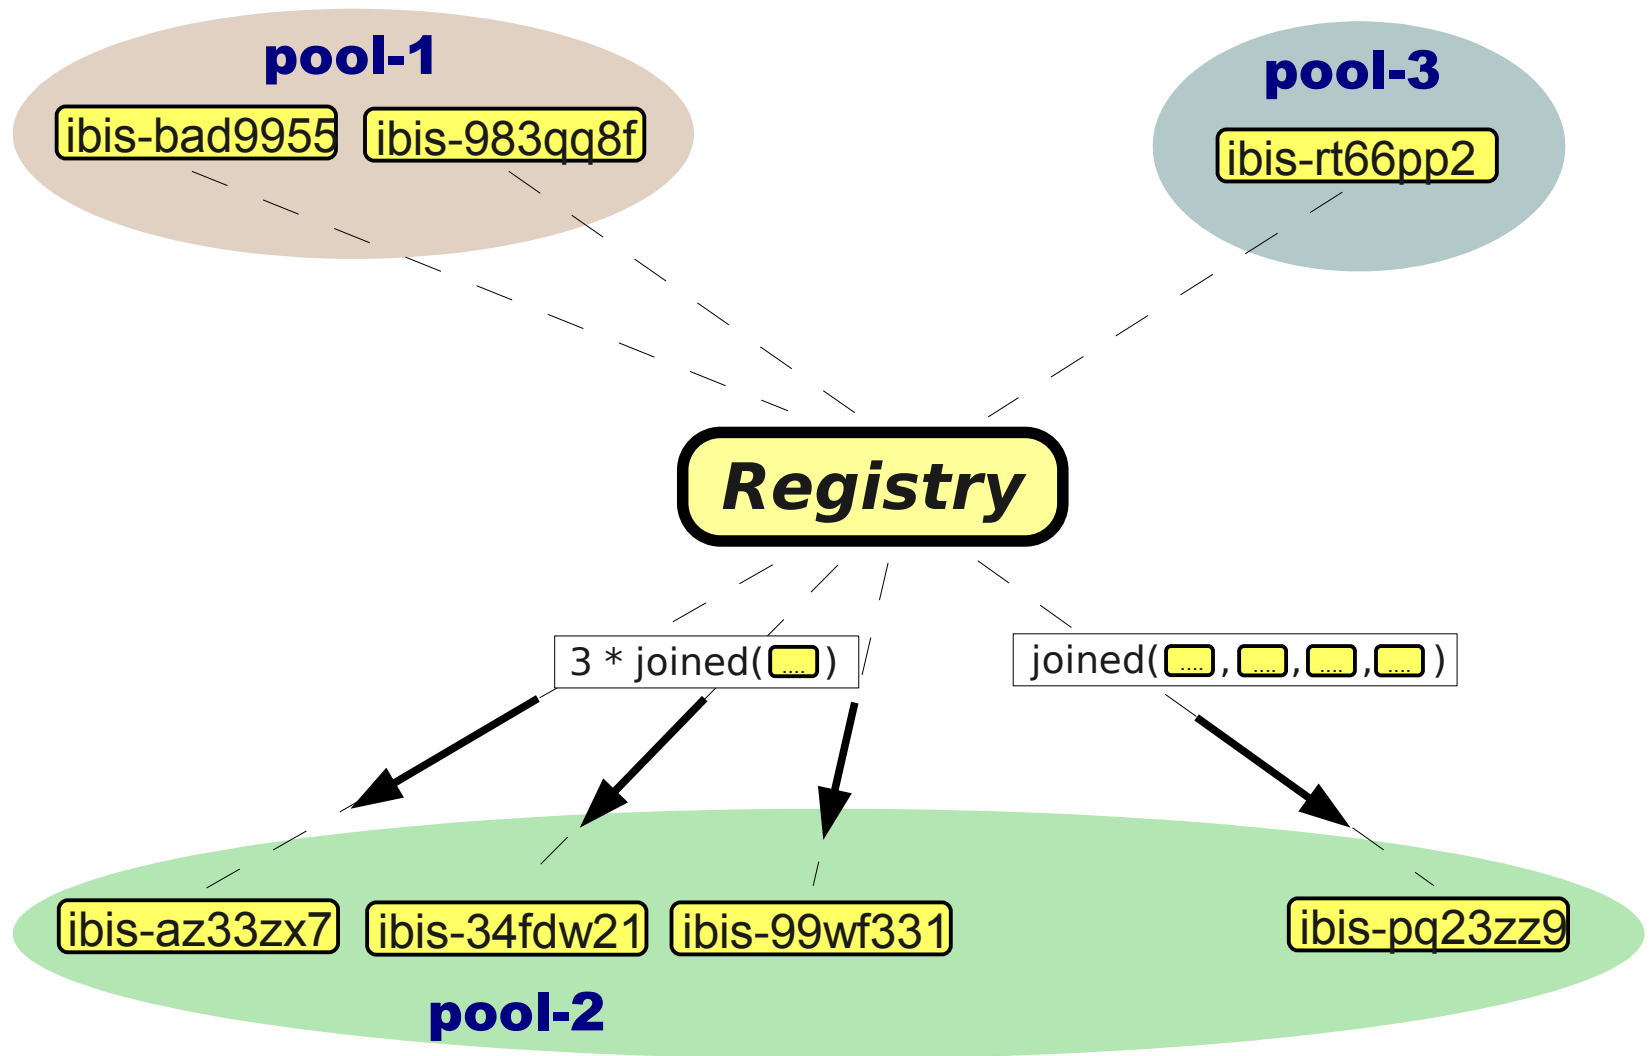 pool-1
pool-3
ibis-bad9955
ibis-983qq8f
ibis-rt66pp2
Registry
3 * joined(....)
joined(....,....,....,....)
ibis-az33zx7
ibis-34fdw21
ibis-99wf331
ibis-pq23zz9
pool-2